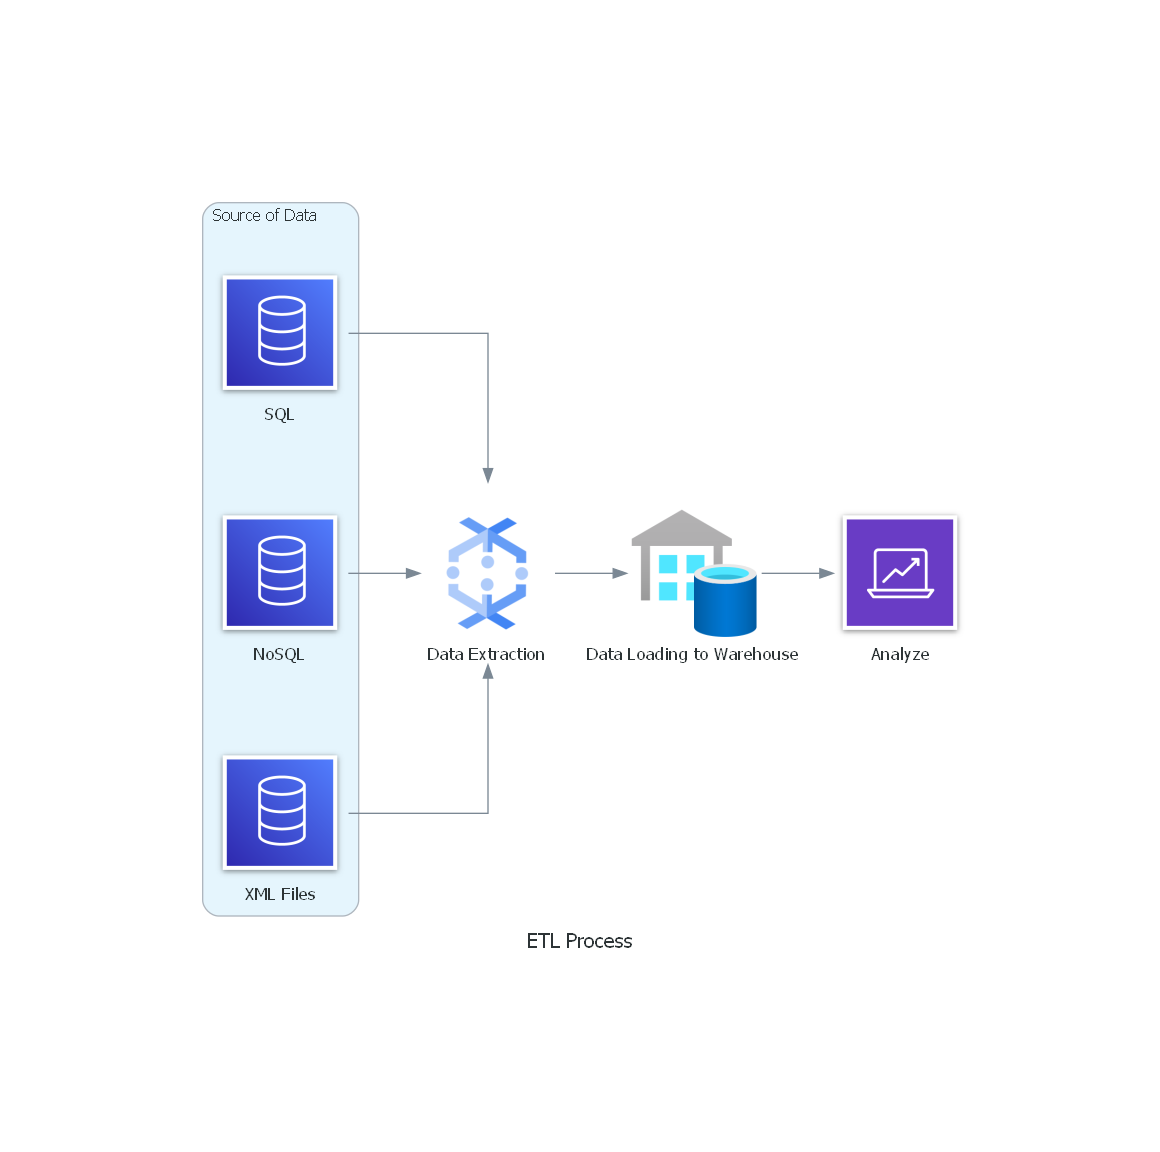 Source of Data
SQL
NoSQL
Data Extraction
Data Loading to Warehouse
Analyze
XML Files
ETL Process